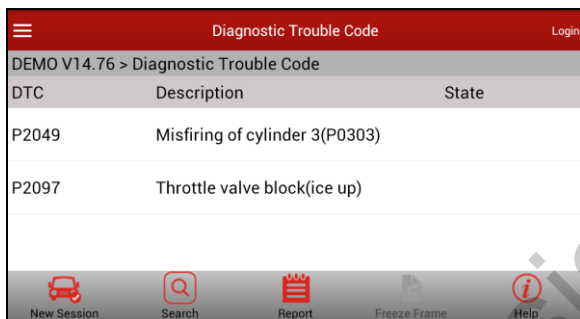 Diagnostic Trouble Code Login
DEMO V14.76 > Diagnostic Trouble Code
DTC Description State
P2049 Misfiring of cylinder 3(P0303)
P2097 Throttle valve block(ice up)
New Session Search Report Freeze Frame Help